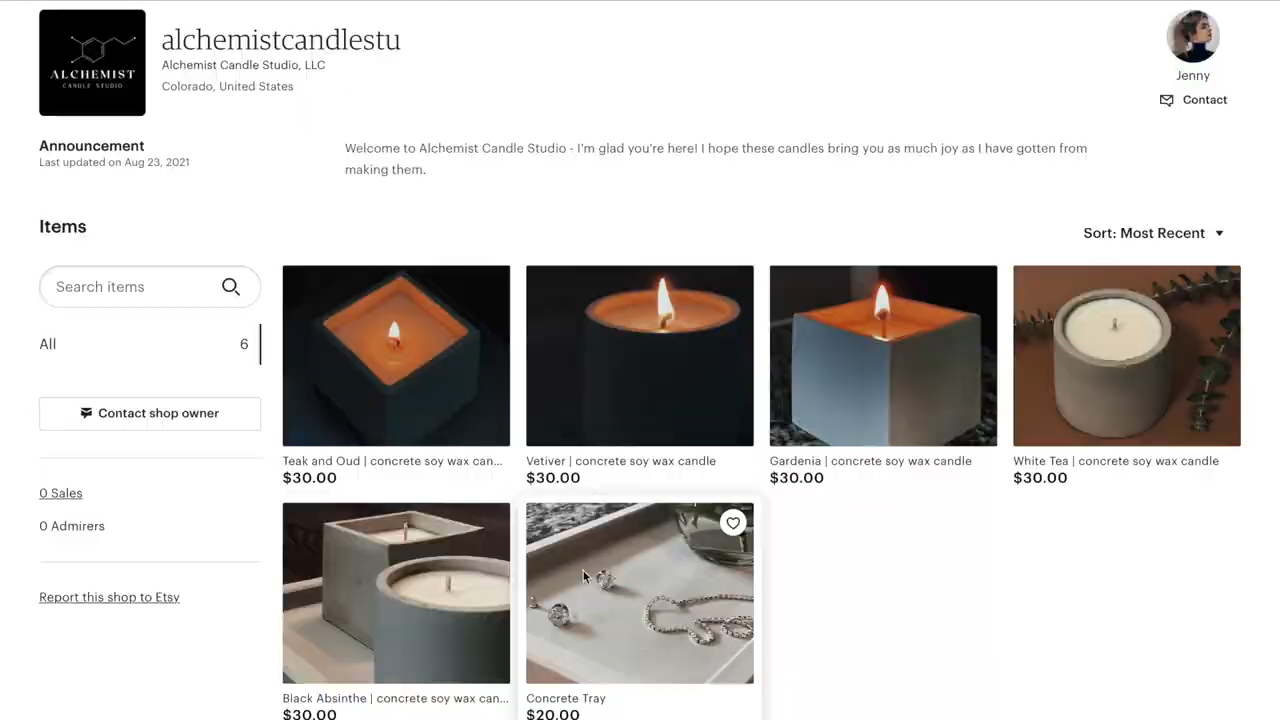 ALCHEMIST
CANDLE STUDIO
alchemistcandlestu
Alchemist Candle Studio, LLC
Colorado, United States
Jenny
Contact
Announcement
Last updated on Aug 23, 2021
Welcome to Alchemist Candle Studio - I'm glad you're here! I hope these candles bring you as much joy as I have gotten from
making them.
Items
Sort: Most Recent
Search items
All 6
Contact shop owner
0 Sales
0 Admirers
Report this shop to Etsy
Teak and Oud | concrete soy wax can...
$30.00
Vetiver | concrete soy wax candle
$30.00
Gardenia | concrete soy wax candle
$30.00
White Tea | concrete soy wax candle
$30.00
Black Absinthe | concrete soy wax can...
$30.00
Concrete Tray
$20.00